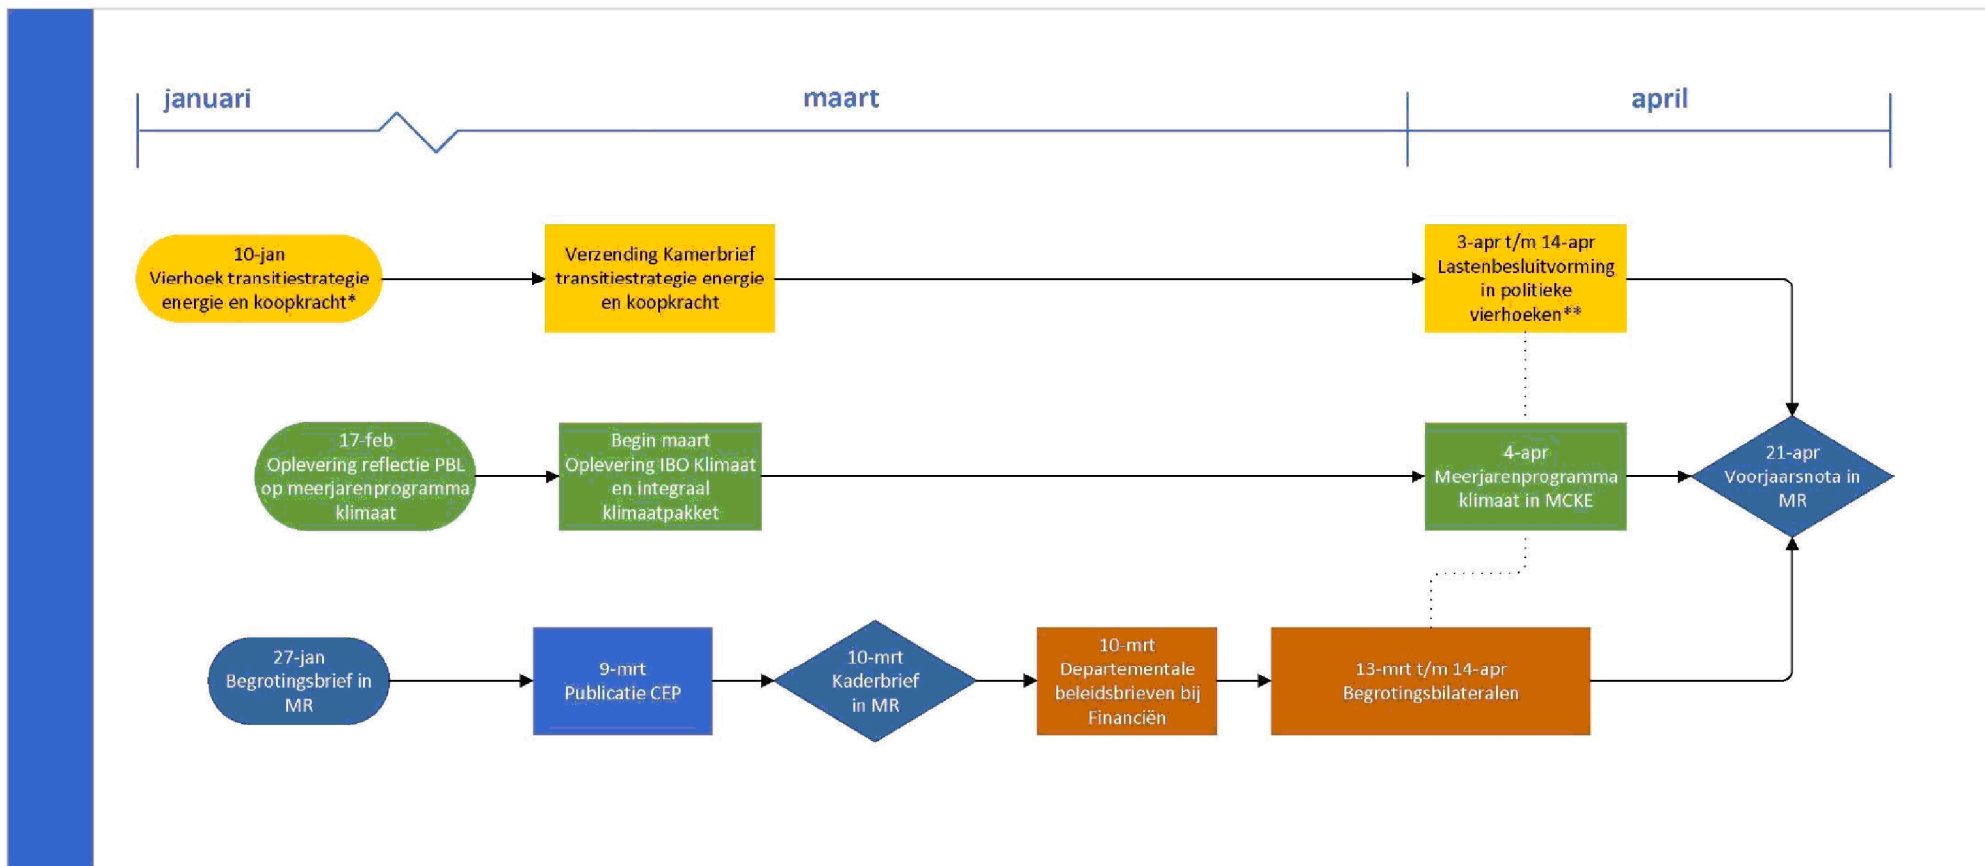 januari
maart
april
10-jan
Vierhoek transitiestrategie
energie en koopkracht*
Verzending Kamerbrief
transitiestrategie energie
en koopkracht
3-apr t/m 14-apr
Lastenbesluitvorming
in politieke
vierhoeken**
17-feb
Oplevering reflectie PBL
op meerjarenprogramma
klimaat
Begin maart
Oplevering IBO Klimaat
en integraal
klimaatpakket
4-apr
Meerjarenprogramma
klimaat in MCKE
21-apr
Voorjaarsnota in
MR
27-jan
Begrotingsbrief in
MR
9-mrt
Publicatie CEP
10-mrt
Kaderbrief
in MR
10-mrt
Departementale
beleidsbrieven bij
Financiën
13-mrt t/m 14-apr
Begrotingsbilateralen